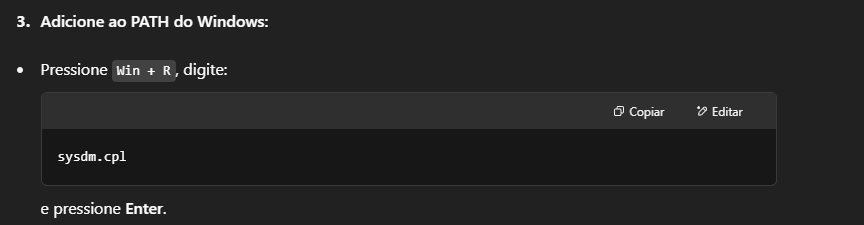 3. Adicione ao PATH do Windows:
• Pressione Win + R, digite:
Copiar Editar
sysdm.cpl
e pressione Enter.